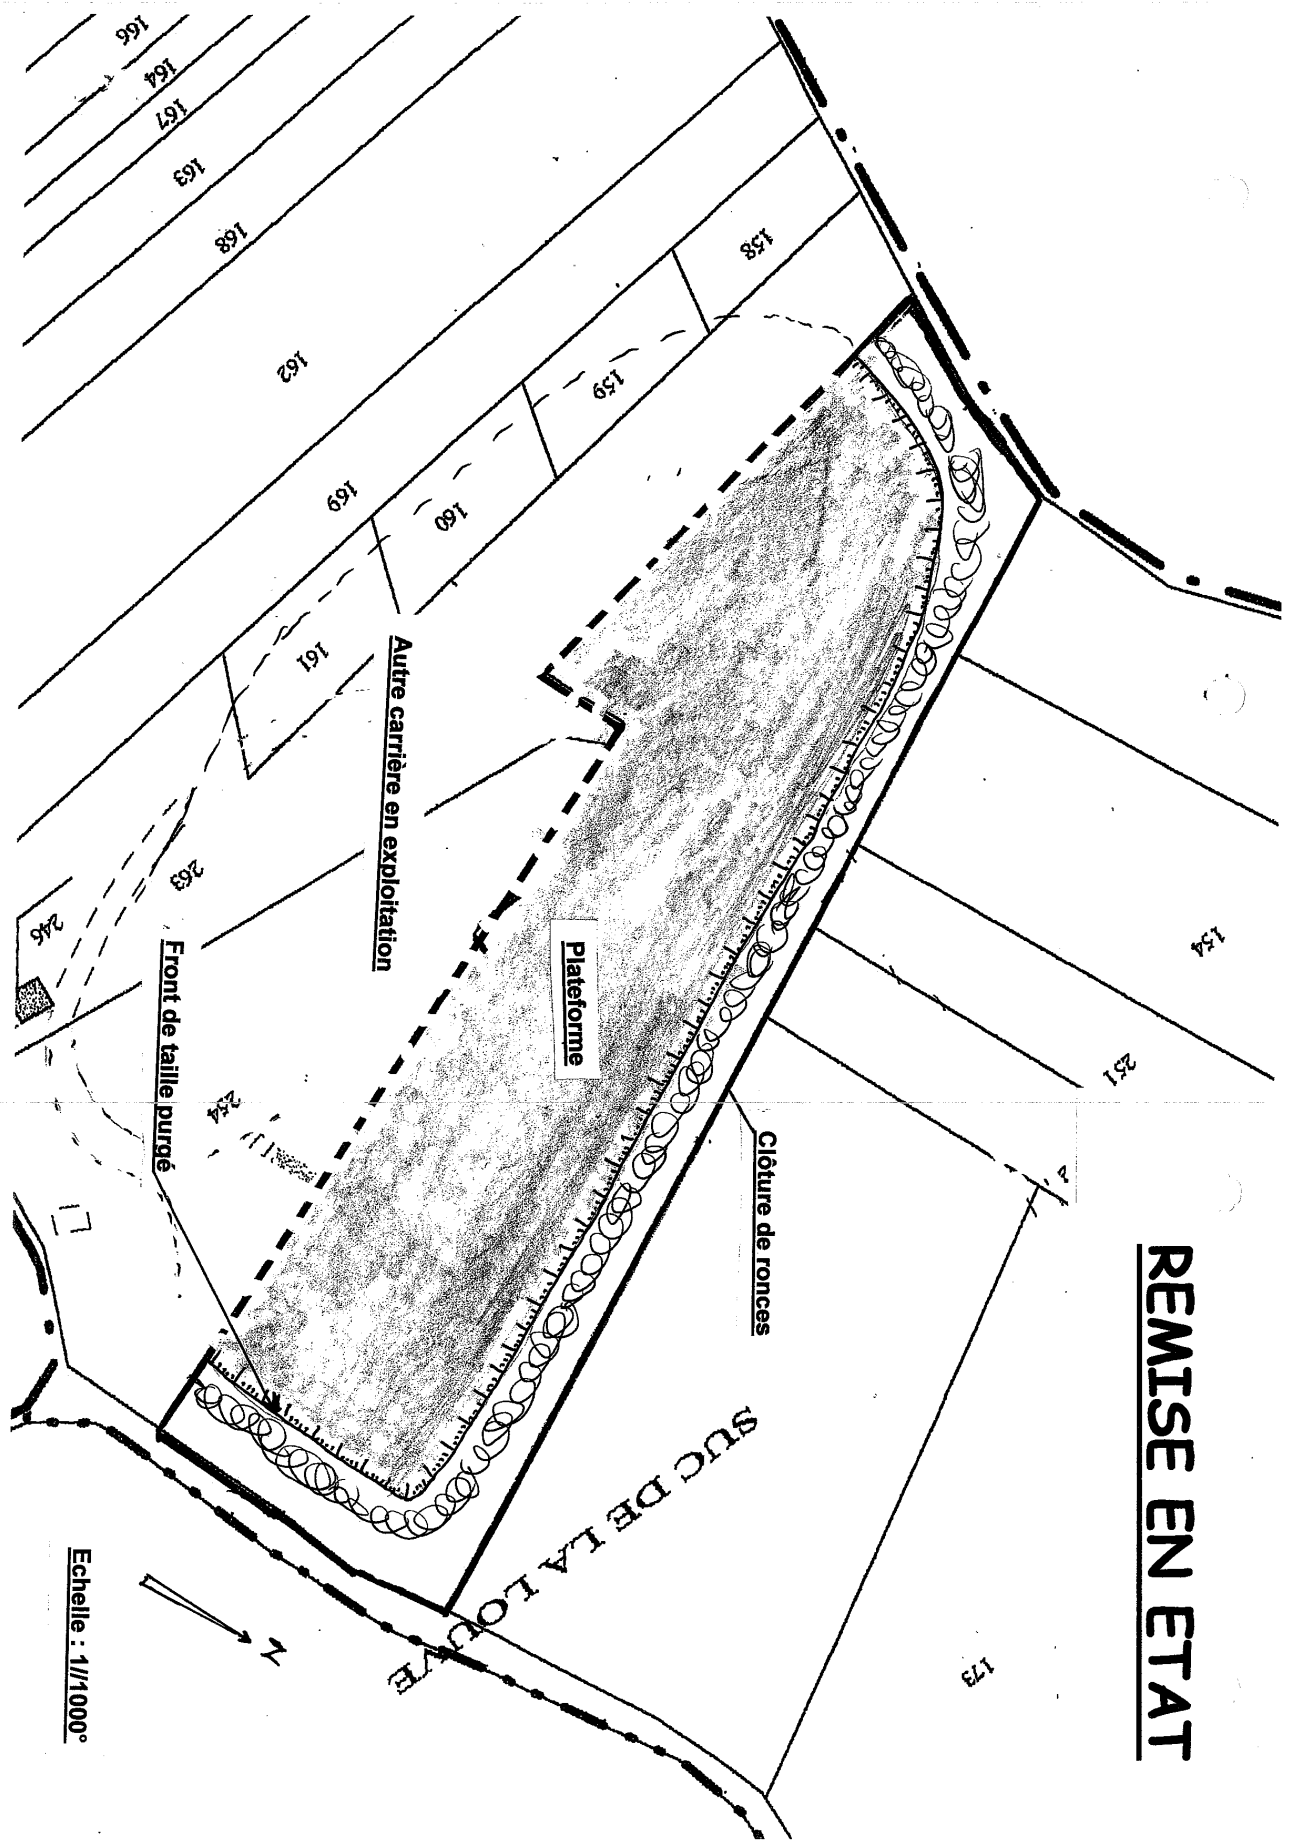 REMISE EN ETAT
166
164
167
163
168
158
162
159
169
160
161
Autre carrière en exploitation
154
251
263
246
Plateforme
Front de taille purgé
254
Clôture de ronces
SUC DE LA LOUVE
173
N
Echelle : 1//1000°